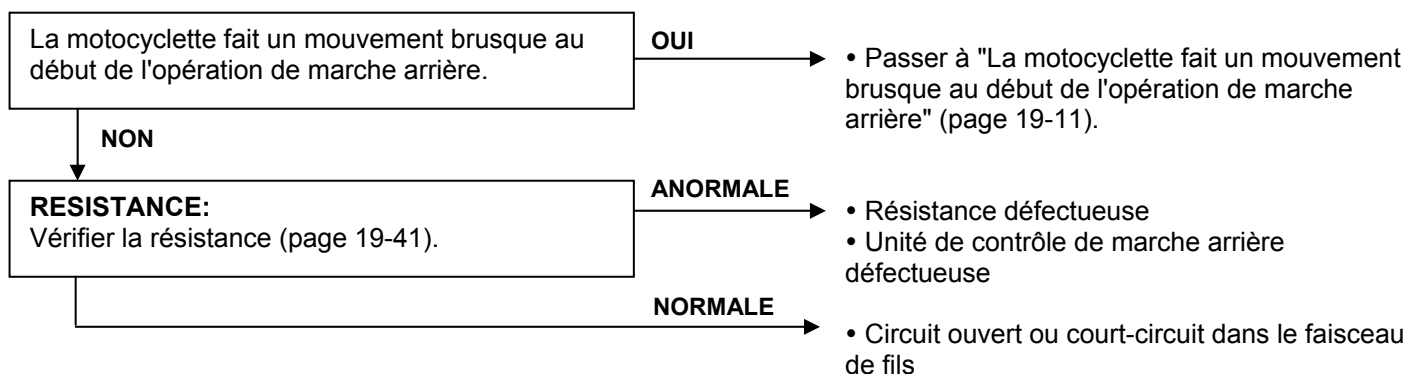 La motocyclette fait un mouvement brusque au
début de l'opération de marche arrière.
OUI
• Passer à "La motocyclette fait un mouvement
brusque au début de l'opération de marche
arrière" (page 19-11).
NON
RESISTANCE:
Vérifier la résistance (page 19-41).
ANORMALE
• Résistance défectueuse
• Unité de contrôle de marche arrière
défectueuse
NORMALE
• Circuit ouvert ou court-circuit dans le faisceau
de fils